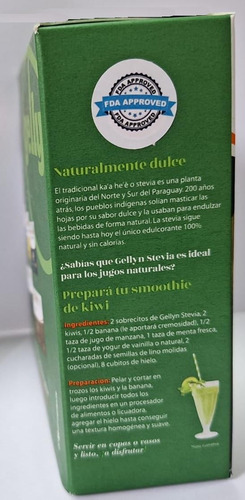 FDA APPROVED
FDA APPROVED
FDA APPROVED
Naturalmente dulce
El tradicional ka'a he'ẽ o stevia es una planta
originaria del Norte y Sur del Paraguay. 200 años
atrás, los pueblos indígenas solían masticar las
hojas por su sabor dulce y la usaban para endulzar
las bebidas de forma natural. La stevia sigue
siendo hasta hoy el único edulcorante 100%
natural y sin calorías.
¿Sabías que Gellyn Stevia es ideal
para los jugos naturales?
Prepará tu smoothie
de kiwi
Ingredientes: 2 sobrecitos de Gellyn Stevia, 2
kiwis, 1/2 banana (le aportará cremosidad), 1/2
taza de jugo de manzana, 1 taza de menta fresca,
1/2 taza de yogur de vainilla o natural, 2
cucharadas de semillas de lino molidas
(opcional), 8 cubitos de hielo.
Preparación: Pelar y cortar en
trozos los kiwis y la banana,
luego introducir todos los
ingredientes en un procesador
de alimentos o licuadora,
agregar el hielo hasta conseguir
una textura homogénea y suave.
Servir en copas o vasos
y listo, ¡a disfrutar!